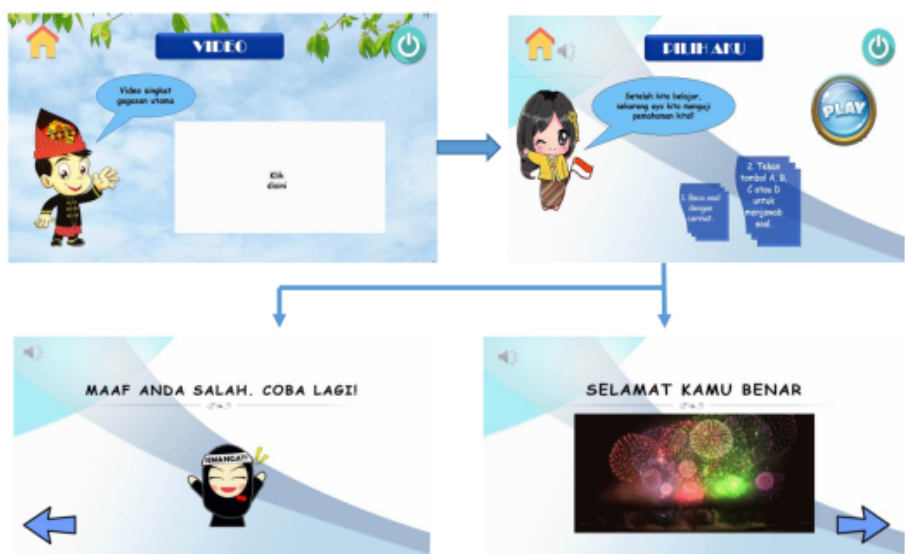 VIDEO
Video singkat
gagasan utama
Klik
disini
PILIH AKU
Setelah kita belajar,
sekarang ayo kita menguji
pemahaman kita!
PLAY
1. Baca soal
dengan
cermat.
2. Tekan
tombol A, B,
C atau D
untuk
menjawab
soal.
MAAF ANDA SALAH. COBA LAGI!
SEMANGAT!
SELAMAT KAMU BENAR